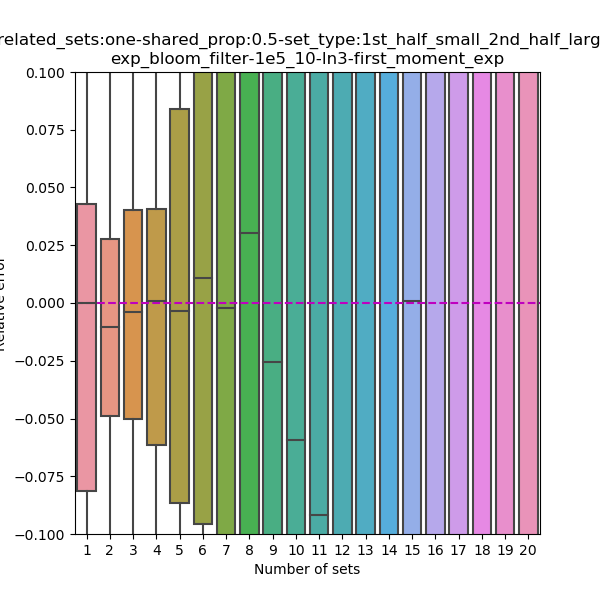 related_sets:one-shared_prop:0.5-set_type:1st_half_small_2nd_half_larg
exp_bloom_filter-1e5_10-ln3-first_moment_exp
0.100
0.075
0.050
0.025
0.000
−0.025
−0.050
−0.075
−0.100
Relative error
1 2 3 4 5 6 7 8 9 10 11 12 13 14 15 16 17 18 19 20
Number of sets